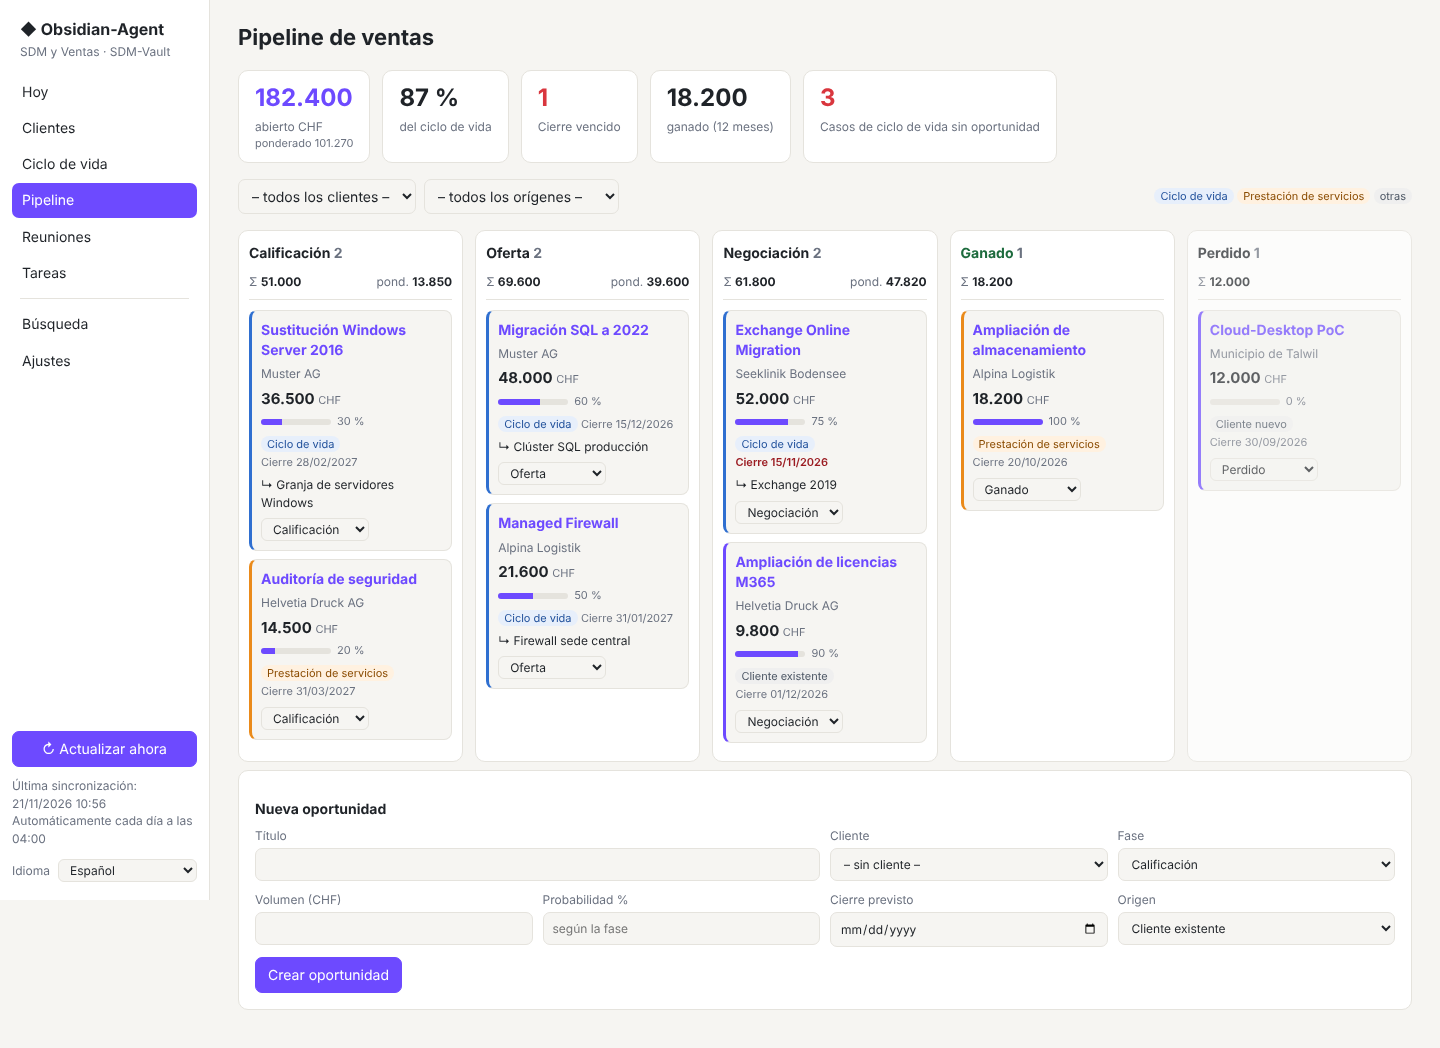 ◆ Obsidian-Agent
SDM y Ventas · SDM-Vault
Hoy
Clientes
Ciclo de vida
Pipeline
Reuniones
Tareas
Búsqueda
Ajustes
↻ Actualizar ahora
Última sincronización:
21/11/2026 10:56
Automáticamente cada día a las
04:00
Idioma Español
Pipeline de ventas
182.400
abierto CHF
ponderado 101.270
87 %
del ciclo de vida
1
Cierre vencido
18.200
ganado (12 meses)
3
Casos de ciclo de vida sin oportunidad
– todos los clientes –
– todos los orígenes –
Ciclo de vida Prestación de servicios otras
Calificación 2
Σ 51.000 pond. 13.850
Sustitución Windows
Server 2016
Muster AG
36.500 CHF
30 %
Ciclo de vida
Cierre 28/02/2027
↳ Granja de servidores
Windows
Calificación
Auditoría de seguridad
Helvetia Druck AG
14.500 CHF
20 %
Prestación de servicios
Cierre 31/03/2027
Calificación
Oferta 2
Σ 69.600 pond. 39.600
Migración SQL a 2022
Muster AG
48.000 CHF
60 %
Ciclo de vida Cierre 15/12/2026
↳ Clúster SQL producción
Oferta
Managed Firewall
Alpina Logistik
21.600 CHF
50 %
Ciclo de vida Cierre 31/01/2027
↳ Firewall sede central
Oferta
Negociación 2
Σ 61.800 pond. 47.820
Exchange Online
Migration
Seeklinik Bodensee
52.000 CHF
75 %
Ciclo de vida
Cierre 15/11/2026
↳ Exchange 2019
Negociación
Ampliación de licencias
M365
Helvetia Druck AG
9.800 CHF
90 %
Cliente existente
Cierre 01/12/2026
Negociación
Ganado 1
Σ 18.200
Ampliación de
almacenamiento
Alpina Logistik
18.200 CHF
100 %
Prestación de servicios
Cierre 20/10/2026
Ganado
Perdido 1
Σ 12.000
Cloud-Desktop PoC
Municipio de Talwil
12.000 CHF
0 %
Cliente nuevo
Cierre 30/09/2026
Perdido
Nueva oportunidad
Título
Cliente
– sin cliente –
Fase
Calificación
Volumen (CHF)
Probabilidad %
según la fase
Cierre previsto
mm/dd/yyyy
Origen
Cliente existente
Crear oportunidad